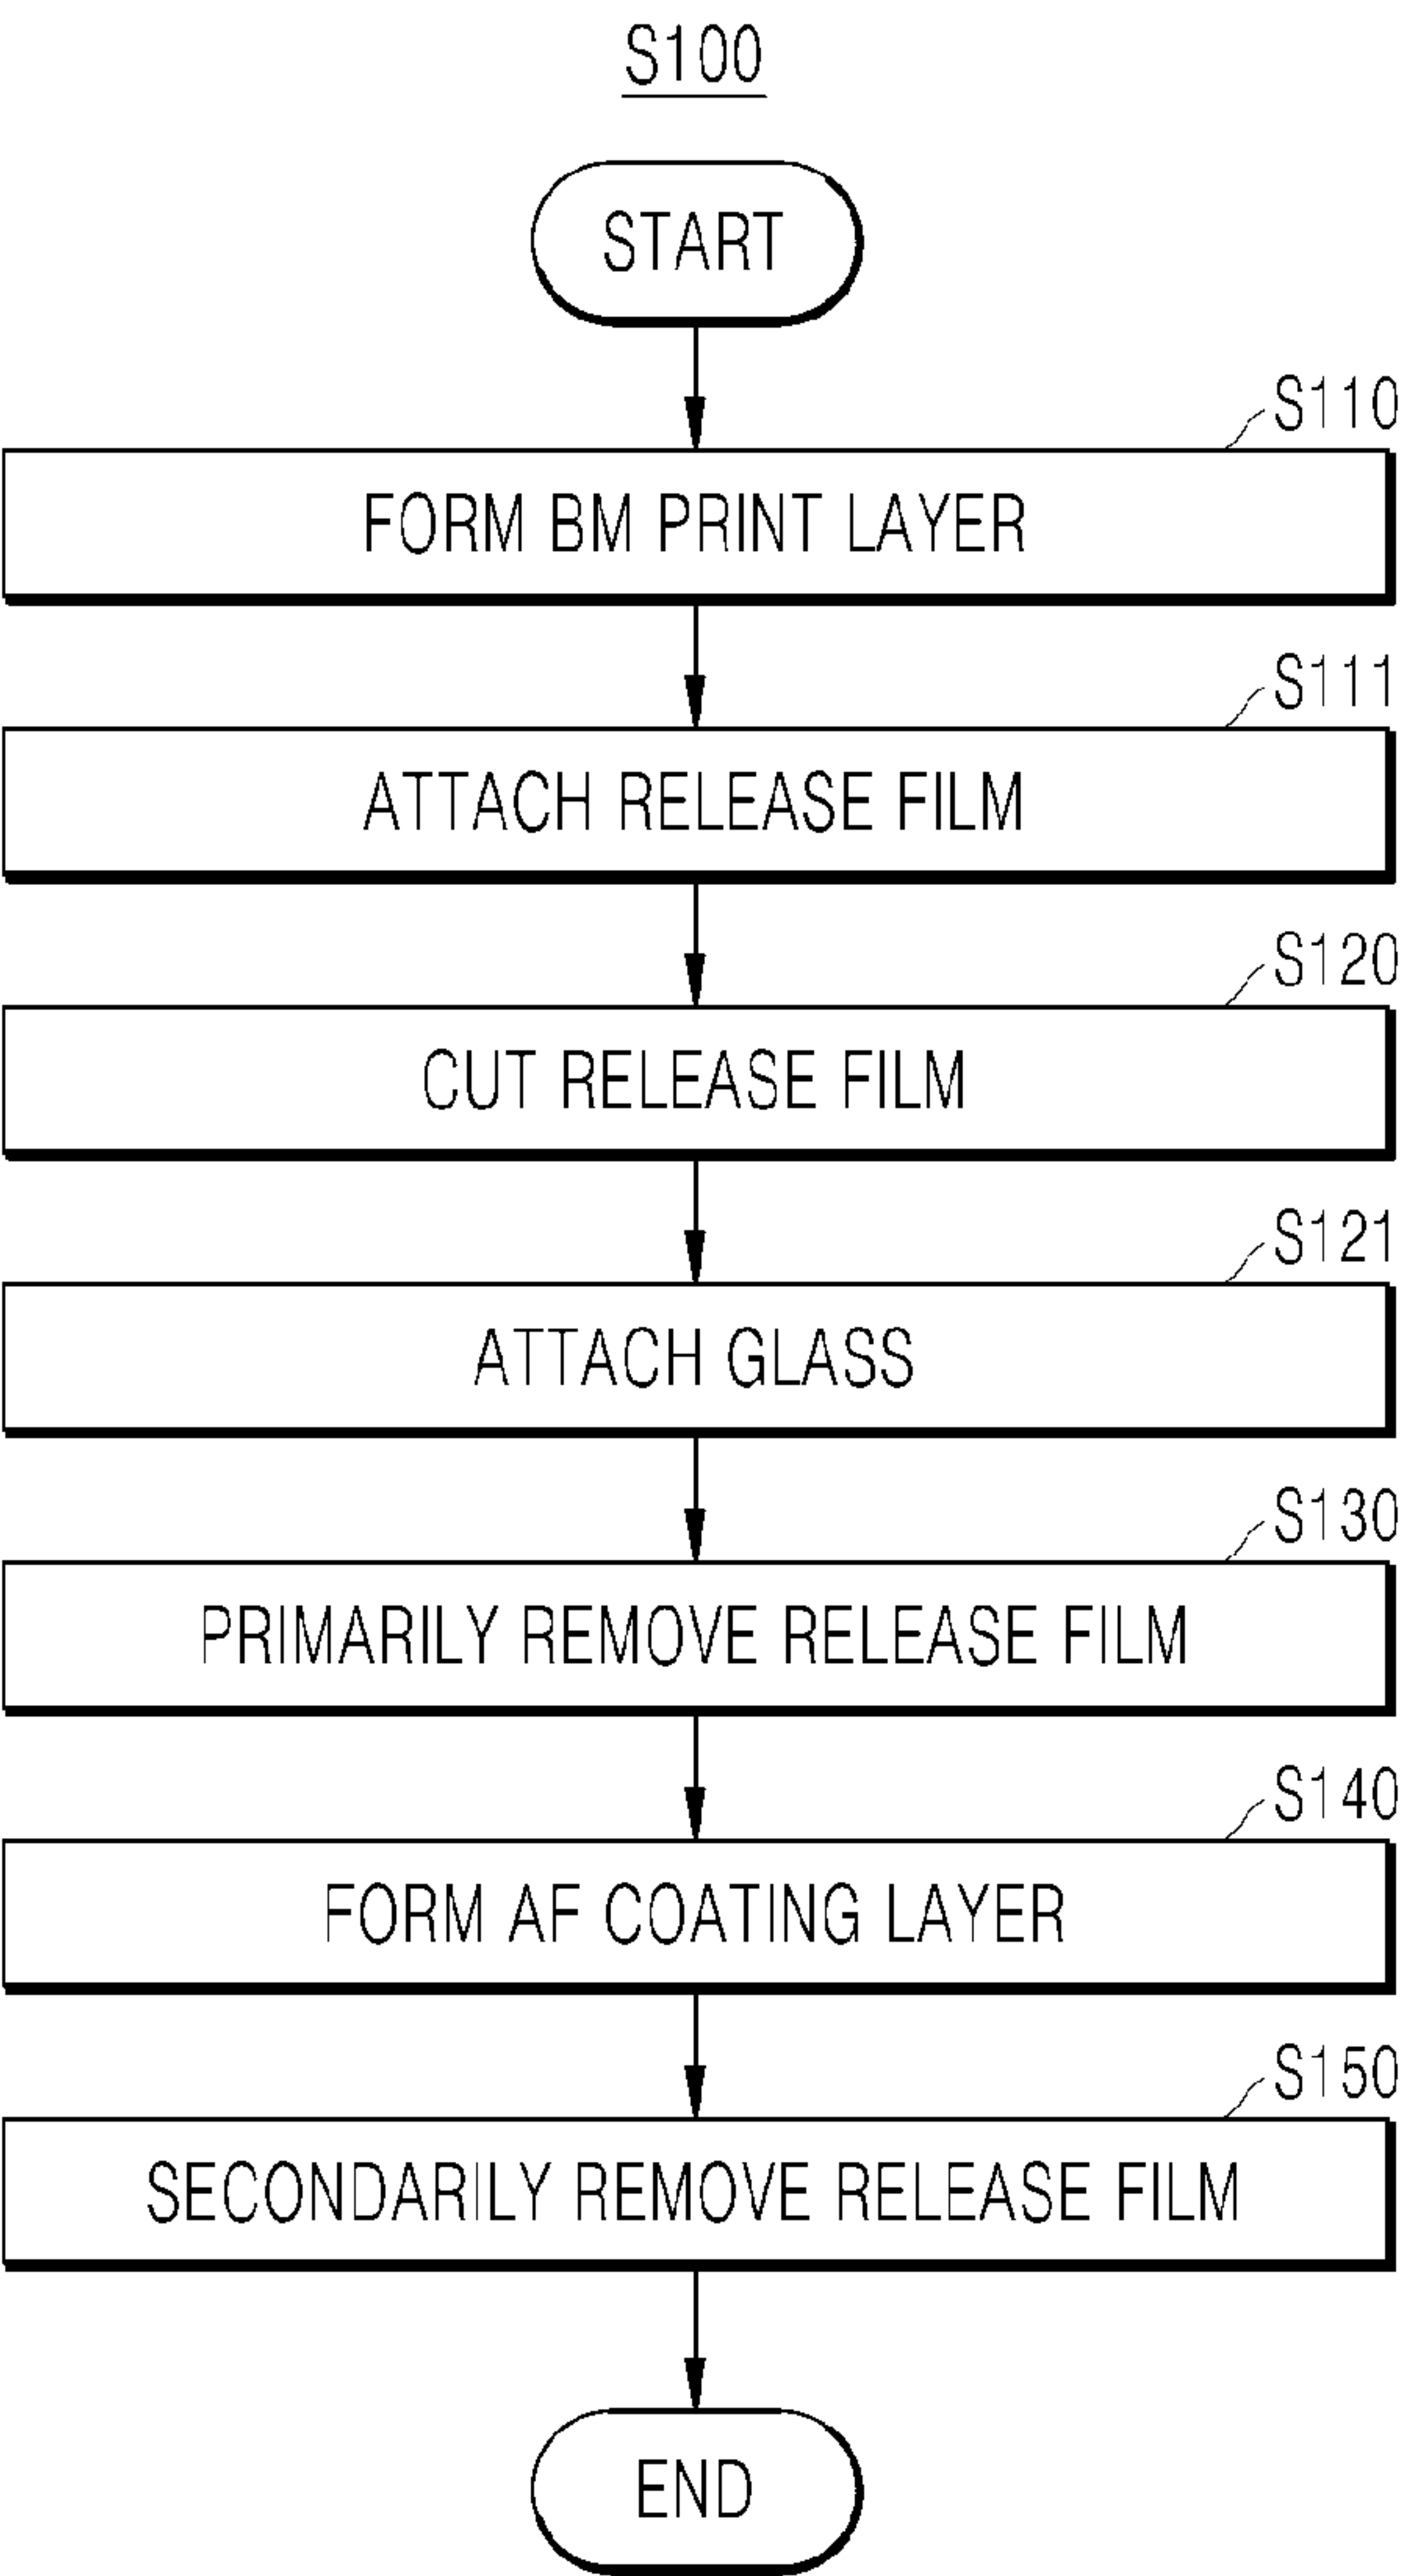 S100
START
S110
FORM BM PRINT LAYER
S111
ATTACH RELEASE FILM
S120
CUT RELEASE FILM
S121
ATTACH GLASS
S130
PRIMARILY REMOVE RELEASE FILM
S140
FORM AF COATING LAYER
S150
SECONDARILY REMOVE RELEASE FILM
END